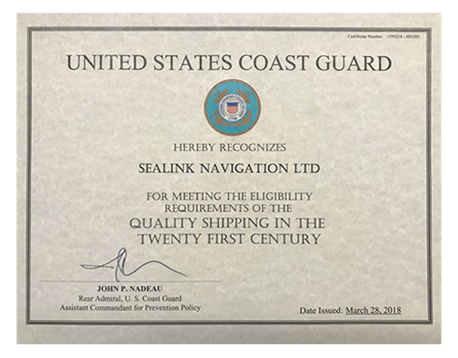 UNITED STATES COAST GUARD
HEREBY RECOGNIZES
SEALINK NAVIGATION LTD
FOR MEETING THE ELIGIBILITY
REQUIREMENTS OF THE
QUALITY SHIPPING IN THE
TWENTY FIRST CENTURY
JOHN P. NADEAU
Rear Admiral, U. S. Coast Guard
Assistant Commandant for Prevention Policy
Date Issued: March 28, 2018